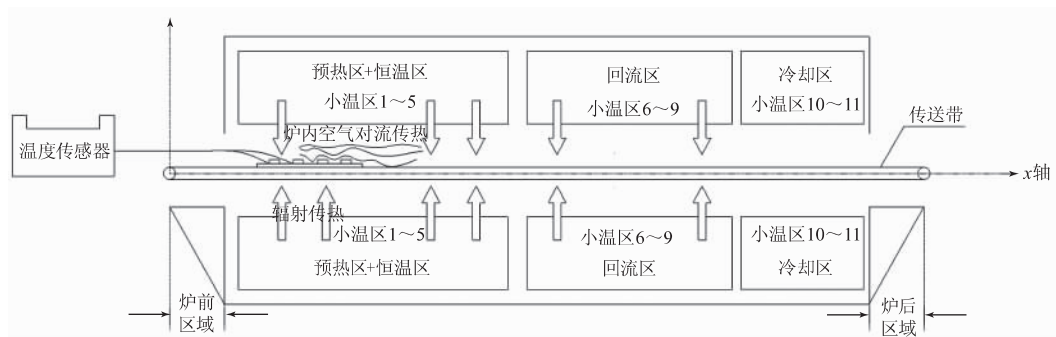 预热区+恒温区
小温区1~5
回流区
小温区6~9
冷却区
小温区10~11
传送带
温度传感器
炉内空气对流传热
x轴
辐射传热
小温区1~5
预热区+恒温区
小温区6~9
回流区
小温区10~11
冷却区
炉前
区域
炉后
区域